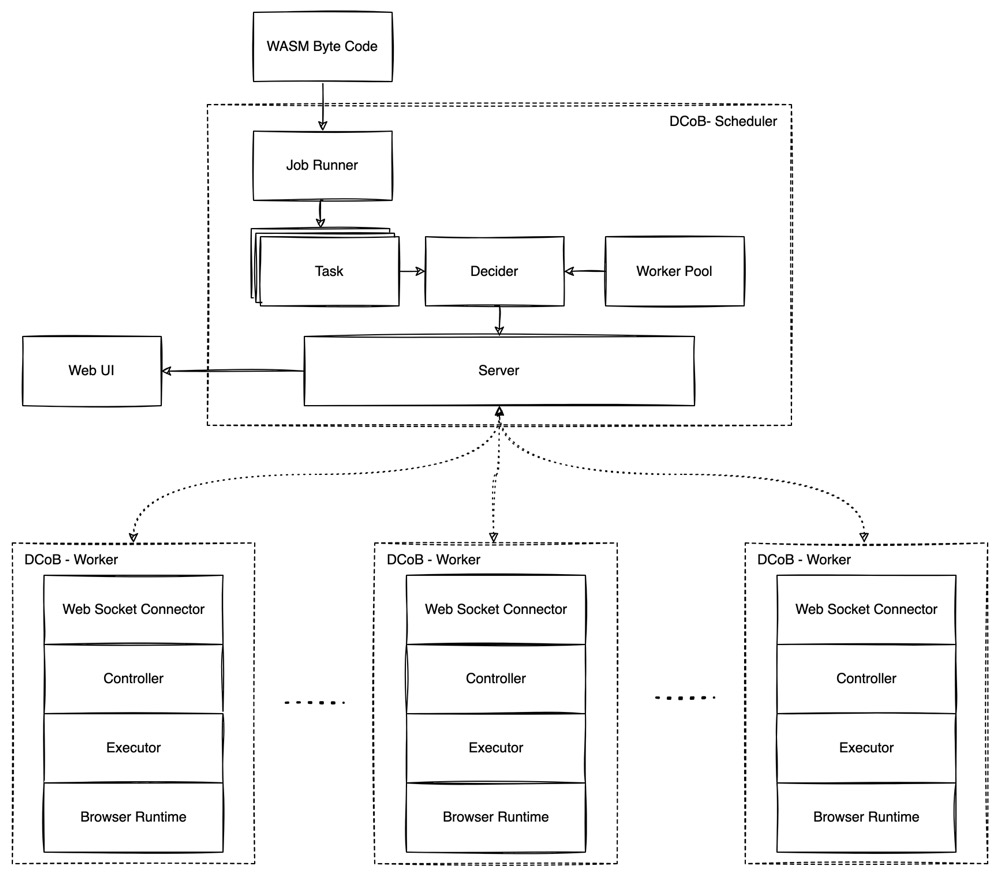 WASM Byte Code
DCoB- Scheduler
Job Runner
Task
Decider
Worker Pool
Web UI
Server
DCoB - Worker
Web Socket Connector
Controller
Executor
Browser Runtime
DCoB - Worker
Web Socket Connector
Controller
Executor
Browser Runtime
DCoB - Worker
Web Socket Connector
Controller
Executor
Browser Runtime